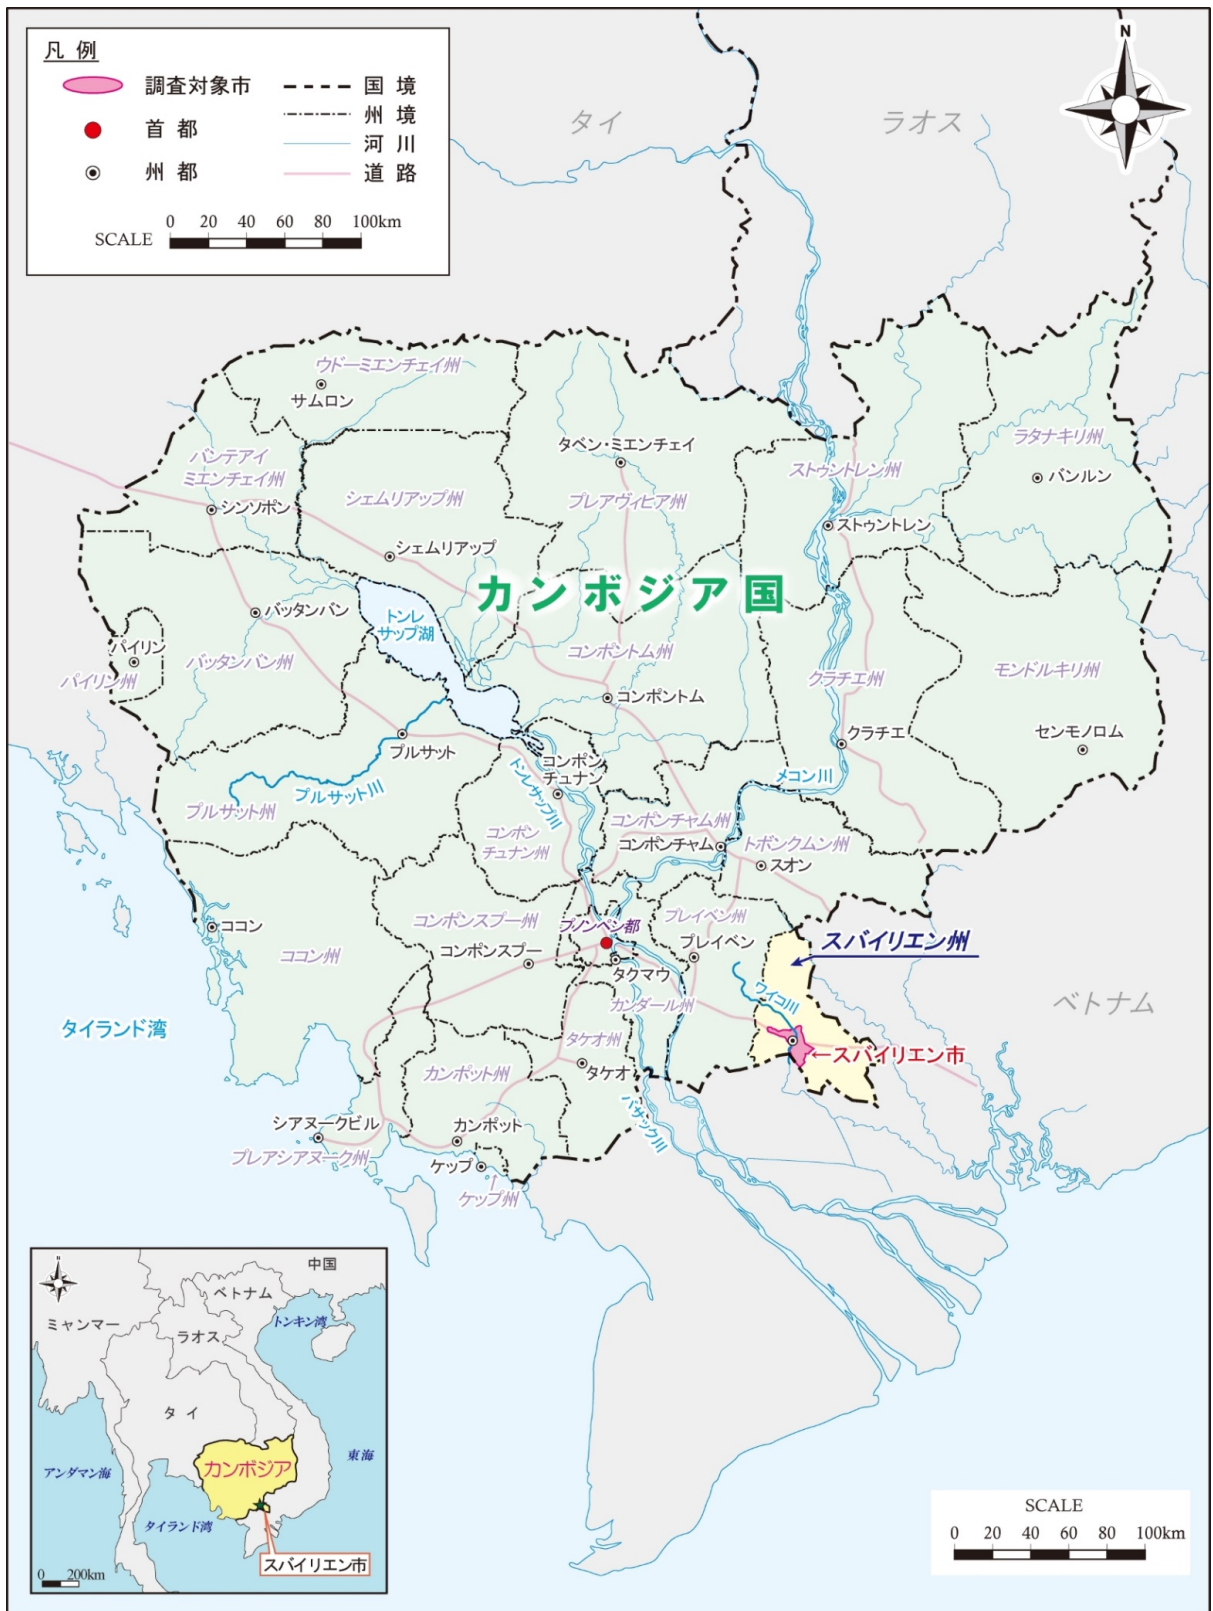 凡 例
調査対象市
首 都
州 都
国 境
州 境
河 川
道 路
0 20 40 60 80 100km
SCALE
N
タイ
ラオス
ウドーミエンチェイ州
サムロン
タベン・ミエンチェイ
バンテアイ
ミエンチェイ州
シェムリアップ州
プレアヴィヒア州
ストゥントレン州
ラタナキリ州
バンルン
シンソポン
ストゥントレン
シェムリアップ
カンボジア国
バッタンバン
トンレ
サップ湖
パイリン
パイリン州
バッタンバン州
コンポントム州
クラチエ州
モンドルキリ州
コンポントム
プルサット
クラチエ
センモノロム
コンポン
チュナン
トンレサップ川
メコン川
プルサット川
プルサット州
コンポン
チュナン州
コンポンチャム州
コンポンチャム
トボンクムン州
スオン
ココン
ココン州
コンポンスプー州
コンポンスプー
プノンペン都
タクマウ
プレイベン州
プレイベン
スバイリエン州
カンダール州
ワイコ川
ベトナム
タイランド湾
タケオ州
タケオ
カンポット州
←スバイリエン市
バサック川
シアヌークビル
プレアシアヌーク州
カンポット
ケップ
↑
ケップ州
N
中国
ベトナム
トンキン湾
ミャンマー
ラオス
タ イ
カンボジア
東海
アンダマン海
タイランド湾
スバイリエン市
0 200km
SCALE
0 20 40 60 80 100km